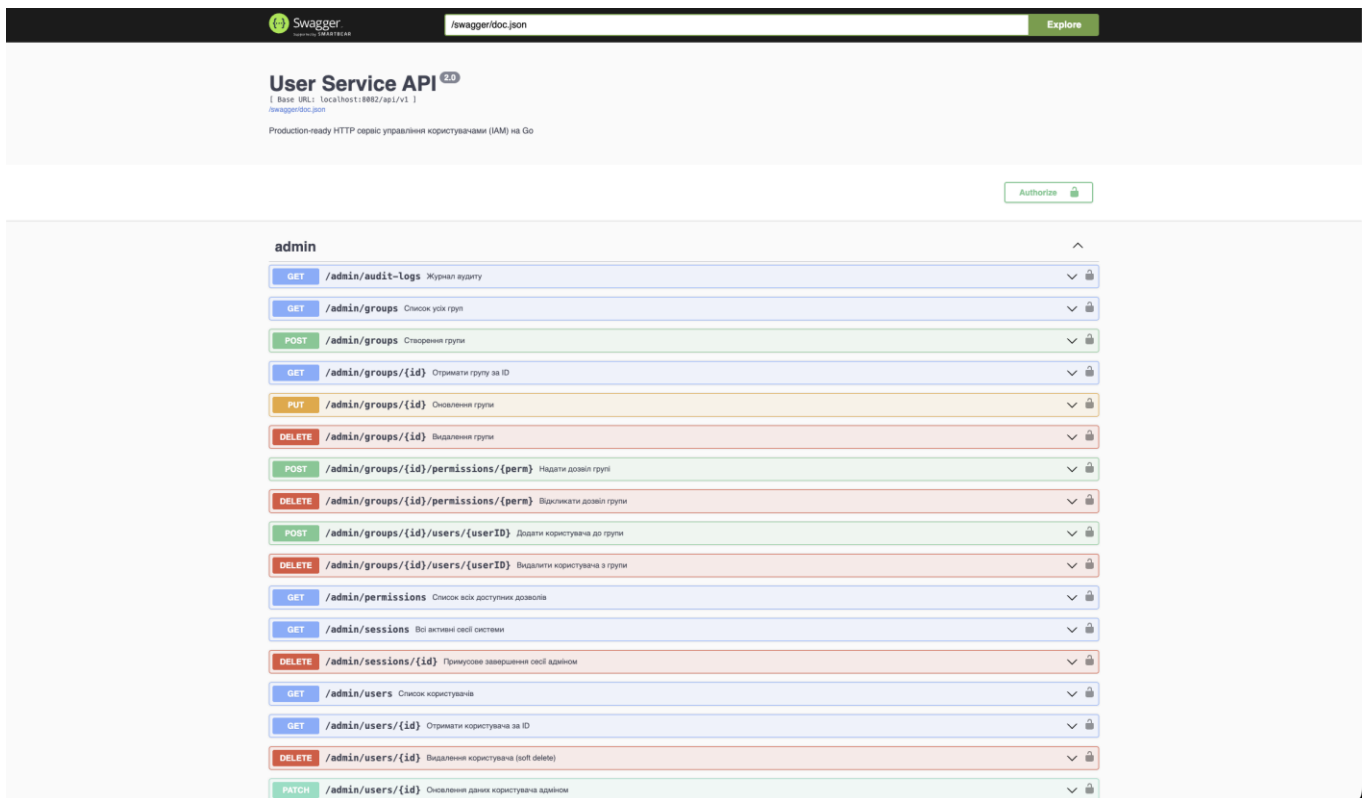 Swagger.
Supported by SMARTBEAR
/swagger/doc.json
Explore
User Service API 2.0
[ Base URL: localhost:8082/api/v1 ]
/swagger/doc.json
Production-ready HTTP сервіс управління користувачами (IAM) на Go
Authorize
admin
GET /admin/audit-logs Журнал аудиту
GET /admin/groups Список усіх груп
POST /admin/groups Створення групи
GET /admin/groups/{id} Отримати групу за ID
PUT /admin/groups/{id} Оновлення групи
DELETE /admin/groups/{id} Видалення групи
POST /admin/groups/{id}/permissions/{perm} Надати дозвіл групі
DELETE /admin/groups/{id}/permissions/{perm} Відкликати дозвіл групи
POST /admin/groups/{id}/users/{userID} Додати користувача до групи
DELETE /admin/groups/{id}/users/{userID} Видалити користувача з групи
GET /admin/permissions Список всіх доступних дозволів
GET /admin/sessions Всі активні сесії системи
DELETE /admin/sessions/{id} Примусове завершення сесії адміном
GET /admin/users Список користувачів
GET /admin/users/{id} Отримати користувача за ID
DELETE /admin/users/{id} Видалення користувача (soft delete)
PATCH /admin/users/{id} Оновлення даних користувача адміном